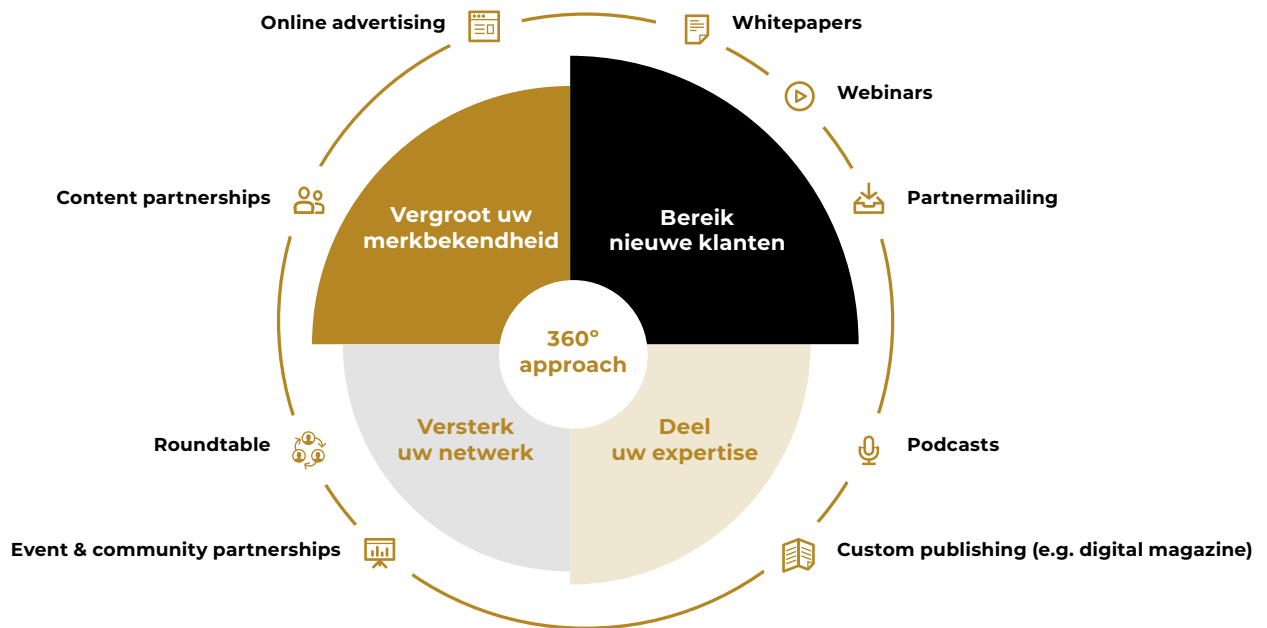 Online advertising
Whitepapers
Webinars
Content partnerships
Partnermailing
Vergroot uw
merkbekendheid
Bereik
nieuwe klanten
360º
approach
Versterk
uw netwerk
Deel
uw expertise
Roundtable
Podcasts
Event & community partnerships
Custom publishing (e.g. digital magazine)